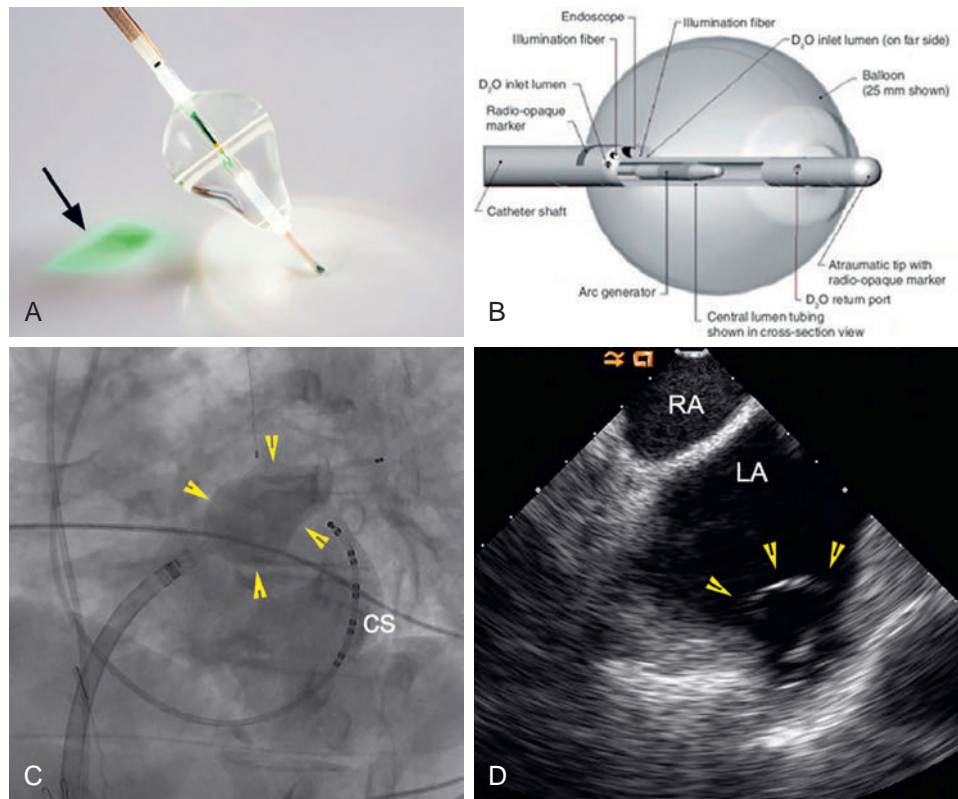 A
Endoscope
Illumination fiber
Illumination fiber
D₂O inlet lumen (on far side)
D₂O inlet lumen
Balloon
(25 mm shown)
Radio-opaque
marker
Catheter shaft
Arc generator
Atraumatic tip with
radio-opaque marker
D₂O return port
Central lumen tubing
shown in cross-section view
B
CS
C
RA
LA
D